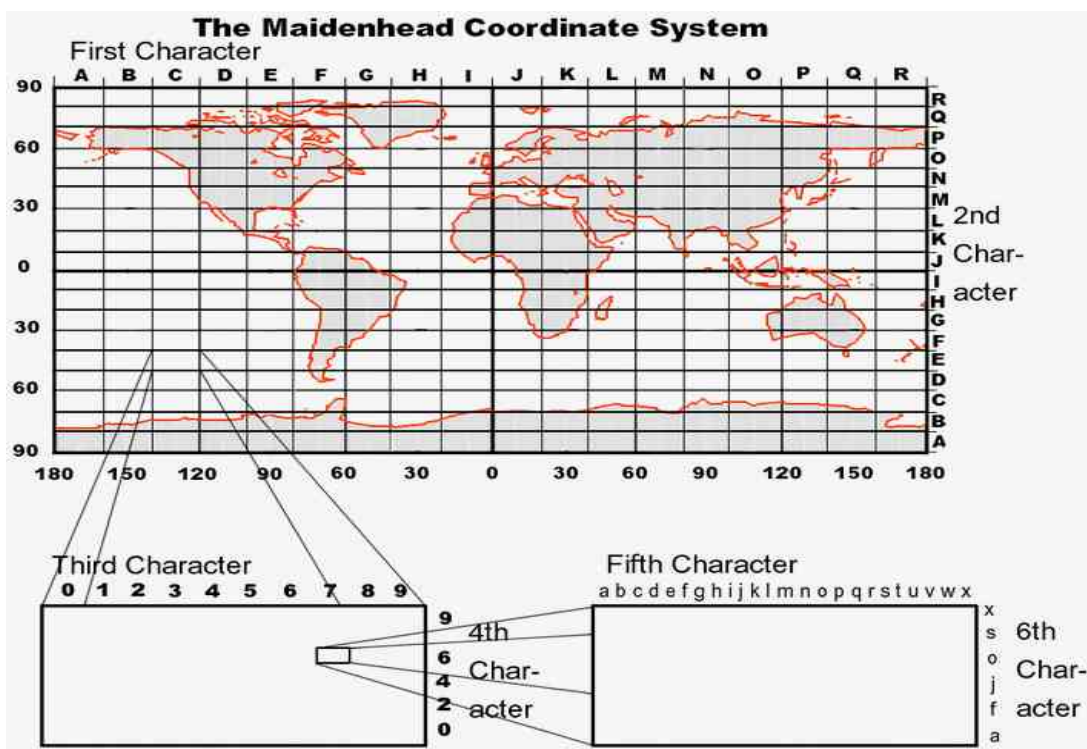 The Maidenhead Coordinate System
First Character
A B C D E F G H I J K L M N O P Q R
90
60
30
0
30
60
90
R
Q
P
O
N
M
L
K
J
I
H
G
F
E
D
C
B
A
2nd
Char-
acter
180 150 120 90 60 30 0 30 60 90 120 150 180
Third Character
0 1 2 3 4 5 6 7 8 9
9
6
4
2
0
4th
Char-
acter
Fifth Character
a b c d e f g h i j k l m n o p q r s t u v w x
x
s
o
j
f
a
6th
Char-
acter